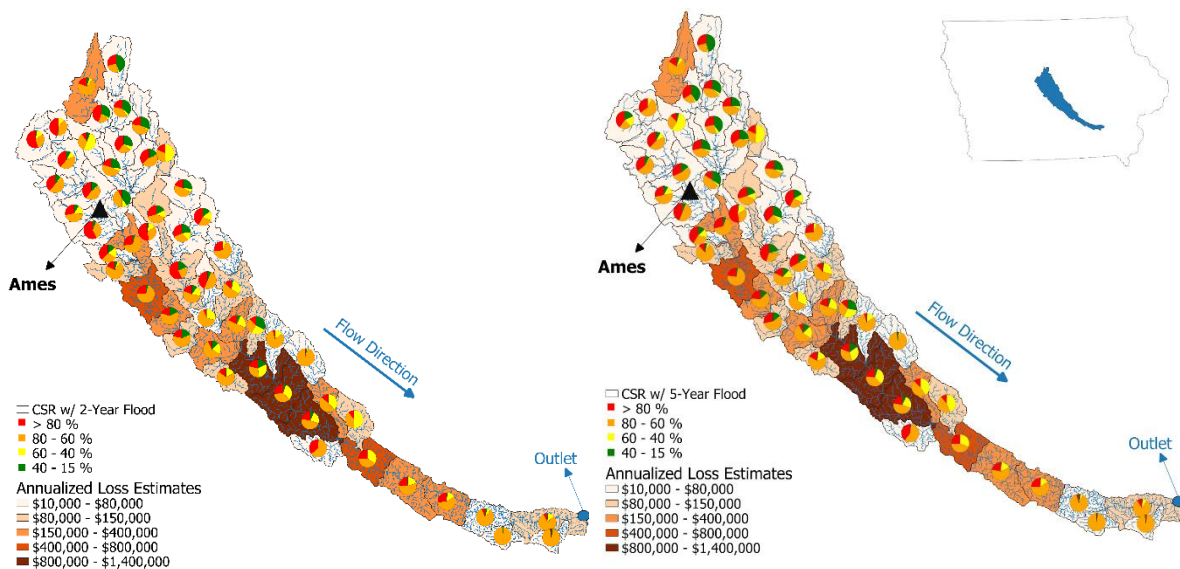 Ames
Flow Direction
CSR w/ 2-Year Flood
> 80 %
80 - 60 %
60 - 40 %
40 - 15 %
Annualized Loss Estimates
$10,000 - $80,000
$80,000 - $150,000
$150,000 - $400,000
$400,000 - $800,000
$800,000 - $1,400,000
Outlet
Ames
Flow Direction
CSR w/ 5-Year Flood
> 80 %
80 - 60 %
60 - 40 %
40 - 15 %
Annualized Loss Estimates
$10,000 - $80,000
$80,000 - $150,000
$150,000 - $400,000
$400,000 - $800,000
$800,000 - $1,400,000
Outlet